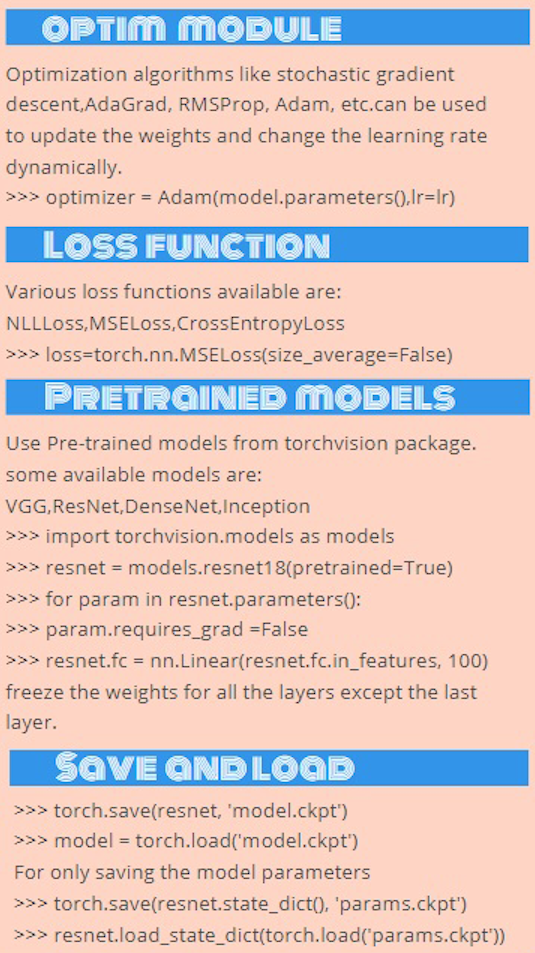 OPTIM MODULE
Optimization algorithms like stochastic gradient
descent,AdaGrad, RMSProp, Adam, etc.can be used
to update the weights and change the learning rate
dynamically.
>>> optimizer = Adam(model.parameters(),lr=lr)
LOSS FUNCTION
Various loss functions available are:
NLLLoss,MSELoss,CrossEntropyLoss
>>> loss=torch.nn.MSELoss(size_average=False)
PRETRAINED MODELS
Use Pre-trained models from torchvision package.
some available models are:
VGG,ResNet,DenseNet,Inception
>>> import torchvision.models as models
>>> resnet = models.resnet18(pretrained=True)
>>> for param in resnet.parameters():
>>> param.requires_grad =False
>>> resnet.fc = nn.Linear(resnet.fc.in_features, 100)
freeze the weights for all the layers except the last
layer.
SAVE AND LOAD
>>> torch.save(resnet, 'model.ckpt')
>>> model = torch.load('model.ckpt')
For only saving the model parameters
>>> torch.save(resnet.state_dict(), 'params.ckpt')
>>> resnet.load_state_dict(torch.load('params.ckpt'))